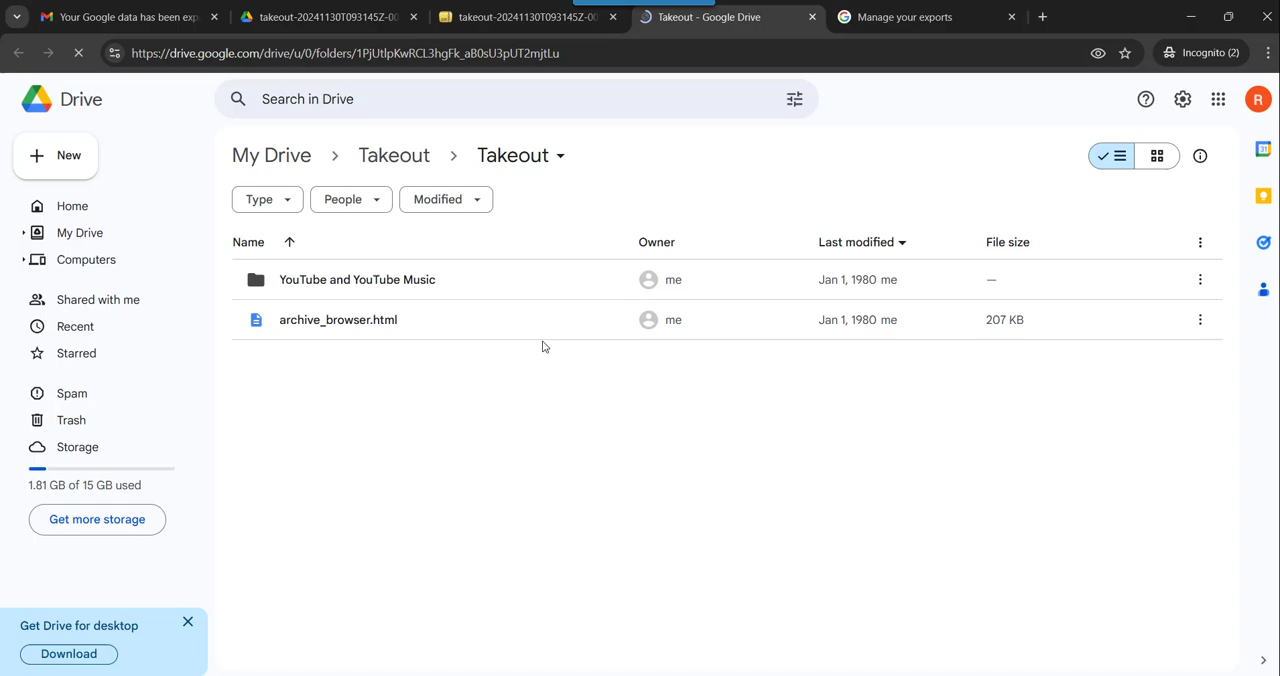 Your Google data has been exp
takeout-20241130T093145Z-00
takeout-20241130T093145Z-00
Takeout - Google Drive
Manage your exports
https://drive.google.com/drive/u/0/folders/1PjUtlpKwRCL3hgFk_aB0sU3pUT2mjtLu
Incognito (2)
Drive
Search in Drive
R
New
My Drive > Takeout > Takeout
Type
People
Modified
Home
My Drive
Computers
Shared with me
Recent
Starred
Spam
Trash
Storage
1.81 GB of 15 GB used
Get more storage
Name Owner Last modified File size
YouTube and YouTube Music me Jan 1, 1980 me —
archive_browser.html me Jan 1, 1980 me 207 KB
Get Drive for desktop
Download
31